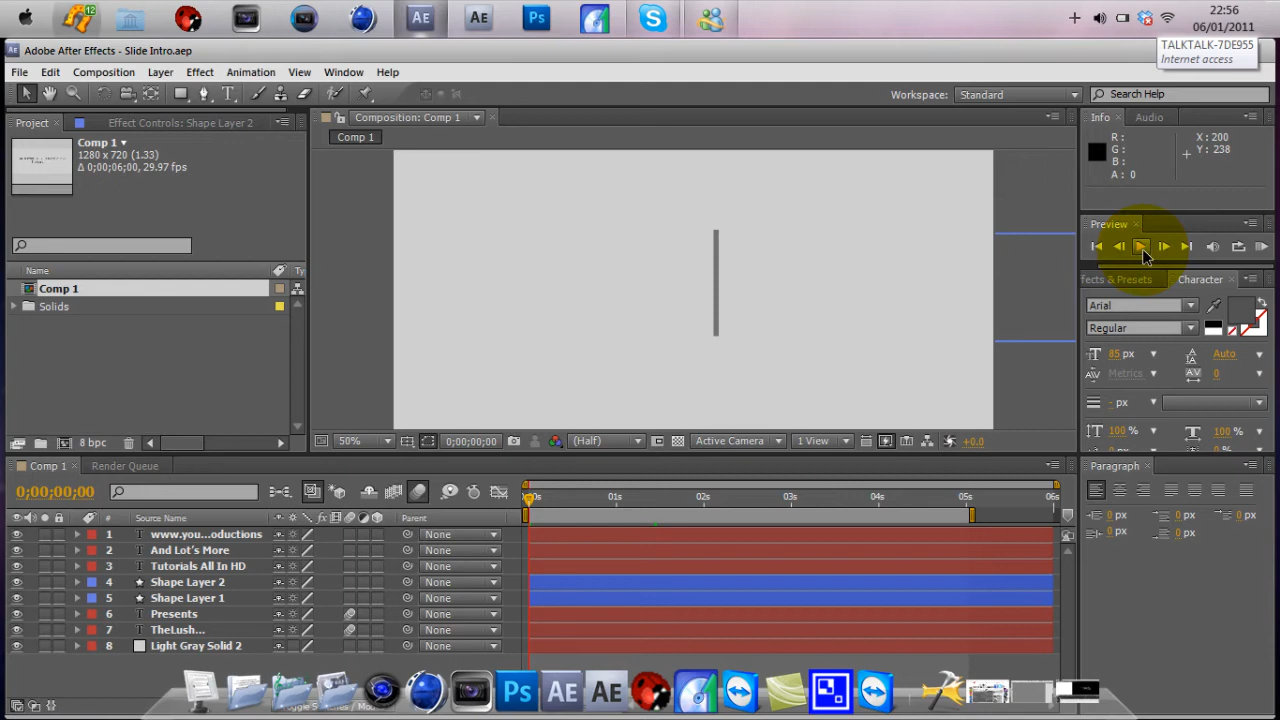 12
22:56
06/01/2011
Adobe After Effects - Slide Intro.aep
TALKTALK-7DE955
Internet access
File Edit Composition Layer Effect Animation View Window Help
Workspace: Standard
Search Help
Project Effect Controls: Shape Layer 2
Composition: Comp 1
Info Audio
Comp 1
1280 x 720 (1.33)
Δ 0;00;06;00, 29.97 fps
Comp 1
R :
G :
B :
A : 0
X : 200
Y : 238
Preview
Name Ty
Comp 1
Solids
fects & Presets Character
Arial
Regular
85 px Auto
Metrics 0
- px
100 % 100 %
8 bpc
50% 0;00;00;00 (Half) Active Camera 1 View +0.0
Comp 1 Render Queue
Paragraph
0;00;00;00
01s 02s 03s 04s 05s 06s
# Source Name Parent
0 px 0 px 0 px
0 px 0 px
1 T www.you...oductions None
2 T And Lot's More None
3 T Tutorials All In HD None
4 Shape Layer 2 None
5 Shape Layer 1 None
6 T Presents None
7 T TheLush... None
8 Light Gray Solid 2 None
Ps AE AE